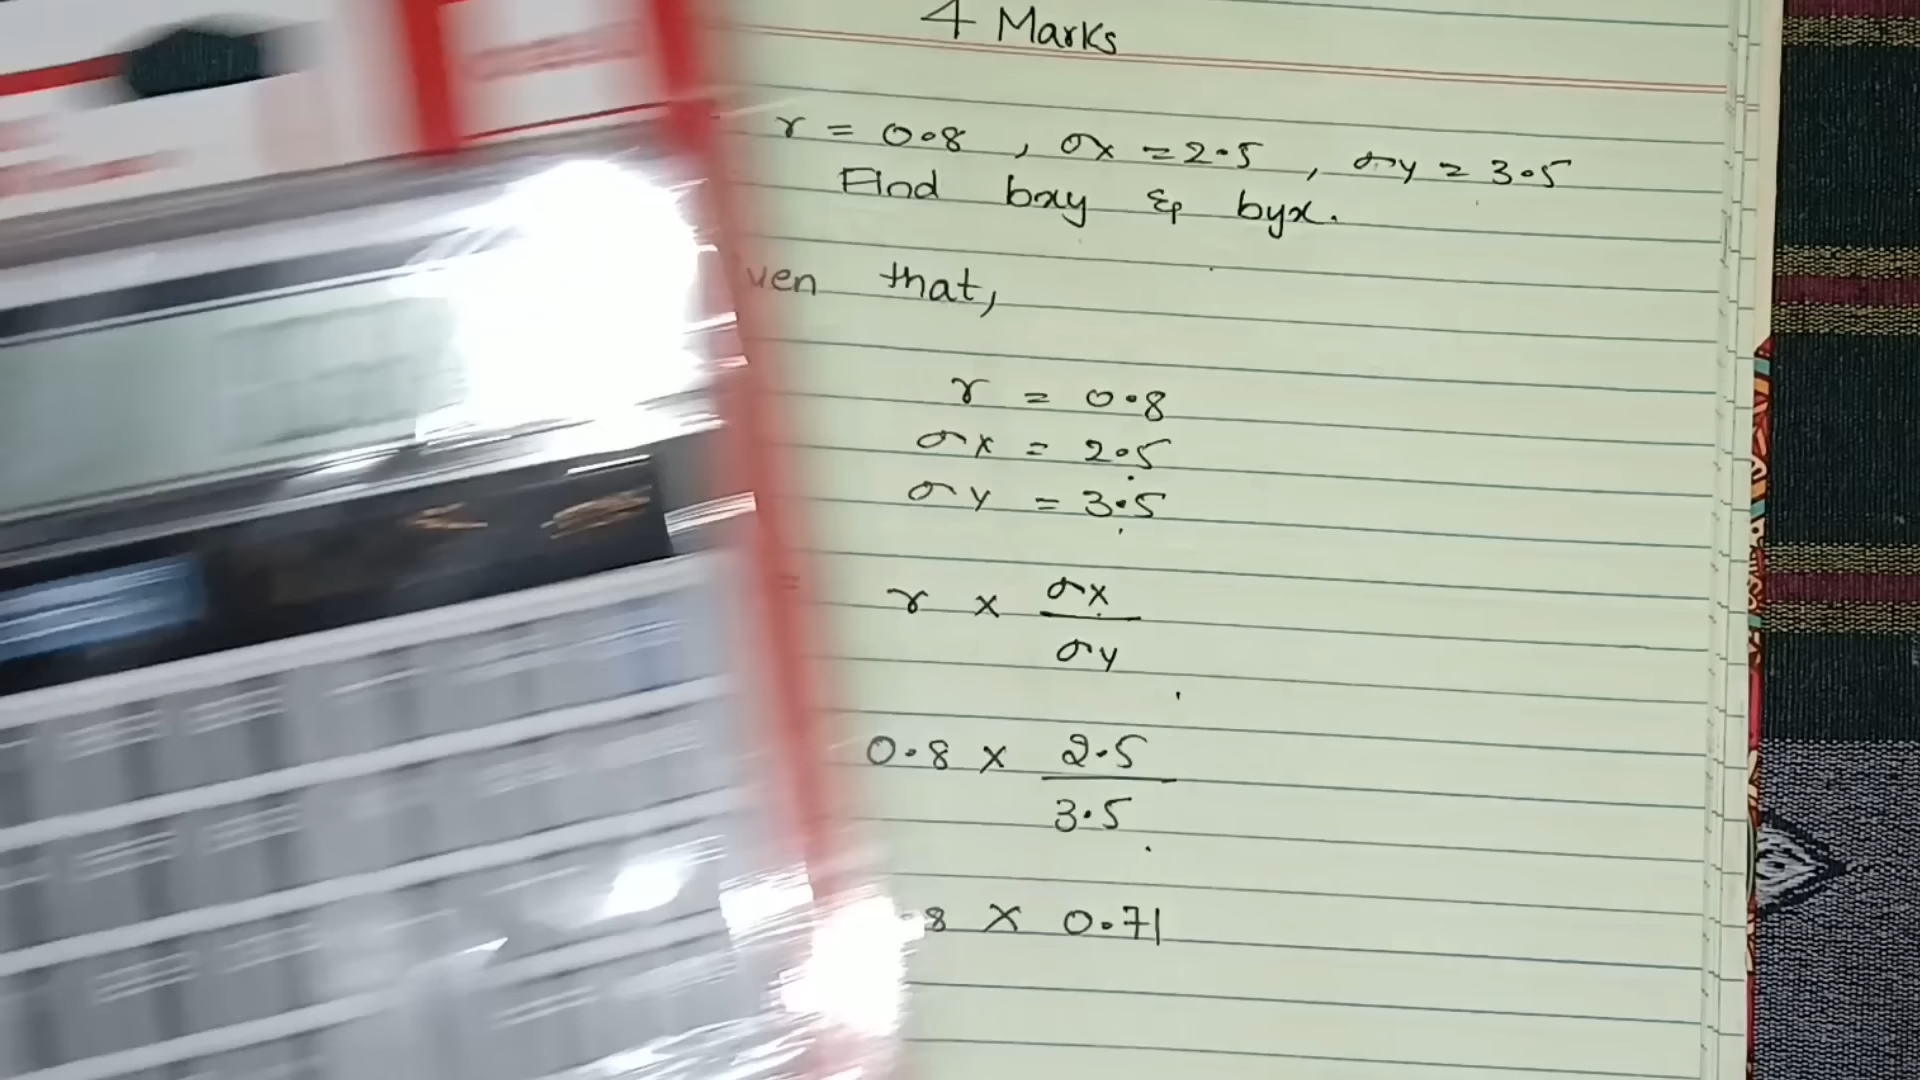 4 Marks
r = 0.8 , σx = 2.5 , σy = 3.5
Find bxy & byx.
that,
r = 0.8
σx = 2.5
σy = 3.5
= r × σx
σy
0.8 × 2.5
3.5
8 × 0.71